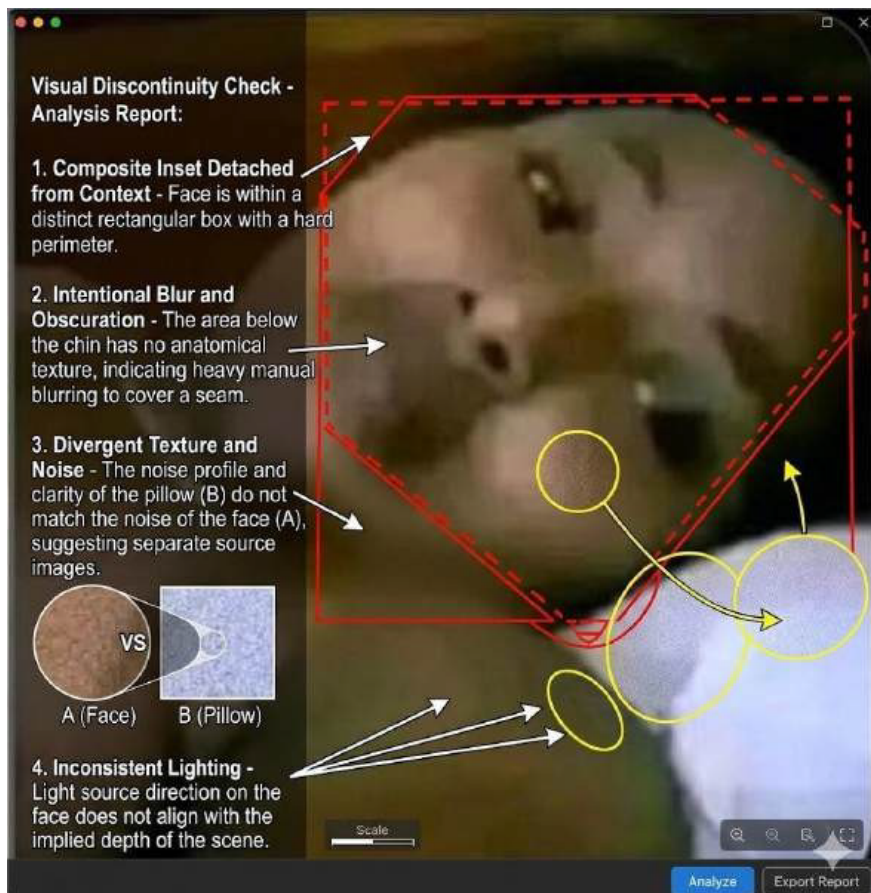 Visual Diiscontinuity Check -
Analysis Report:
1. Composite Inset Detached
from Context - Face is within a
distinct rectangular box with a hard
perimeter.
2. Intentional Blur and
Obscuration - The area below
the chin has no anatomical
texture, indicating heavy manual
blurring to cover a seam.
3. Divergent Texture and
Noise - The noise profile and
clarity of the pillow (B) do not
match the noise of the face (A),
suggesting separate source
images.
VS
A (Face)
B (Pillow)
4. Inconsistent Lighting -
Light source direction on the
face does not align with the
implied depth of the scene.
Scale
Analyze
Export Report